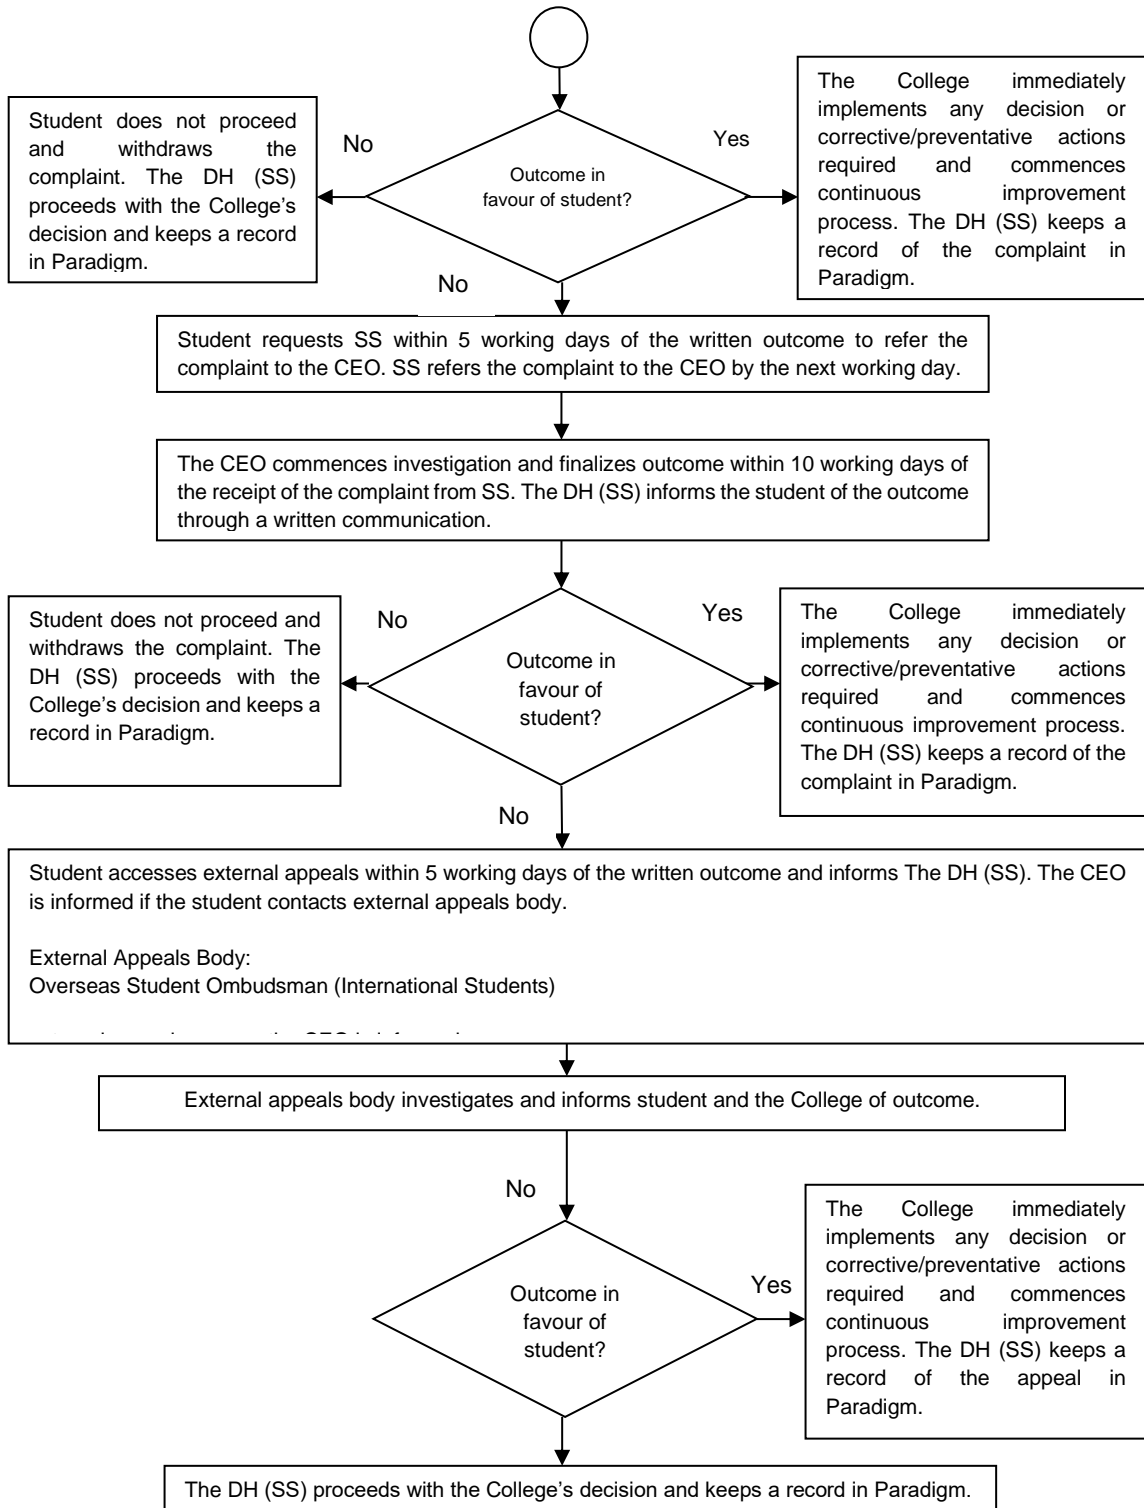 Student does not proceed
and withdraws the
complaint. The DH (SS)
proceeds with the College’s
decision and keeps a record
in Paradigm.
No
Outcome in
favour of student?
Yes
The College immediately
implements any decision or
corrective/preventative actions
required and commences
continuous improvement
process. The DH (SS) keeps a
record of the complaint in
Paradigm.
No
Student requests SS within 5 working days of the written outcome to refer the
complaint to the CEO. SS refers the complaint to the CEO by the next working day.
The CEO commences investigation and finalizes outcome within 10 working days of
the receipt of the complaint from SS. The DH (SS) informs the student of the outcome
through a written communication.
Student does not proceed and
withdraws the complaint. The
DH (SS) proceeds with the
College’s decision and keeps a
record in Paradigm.
No
Outcome in
favour of
student?
Yes
The College immediately
implements any decision or
corrective/preventative actions
required and commences
continuous improvement process.
The DH (SS) keeps a record of the
complaint in Paradigm.
No
Student accesses external appeals within 5 working days of the written outcome and informs The DH (SS). The CEO
is informed if the student contacts external appeals body.
External Appeals Body:
Overseas Student Ombudsman (International Students)
External appeals body investigates and informs student and the College of outcome.
No
Outcome in
favour of
student?
Yes
The College immediately
implements any decision or
corrective/preventative actions
required and commences
continuous improvement
process. The DH (SS) keeps a
record of the appeal in
Paradigm.
The DH (SS) proceeds with the College’s decision and keeps a record in Paradigm.